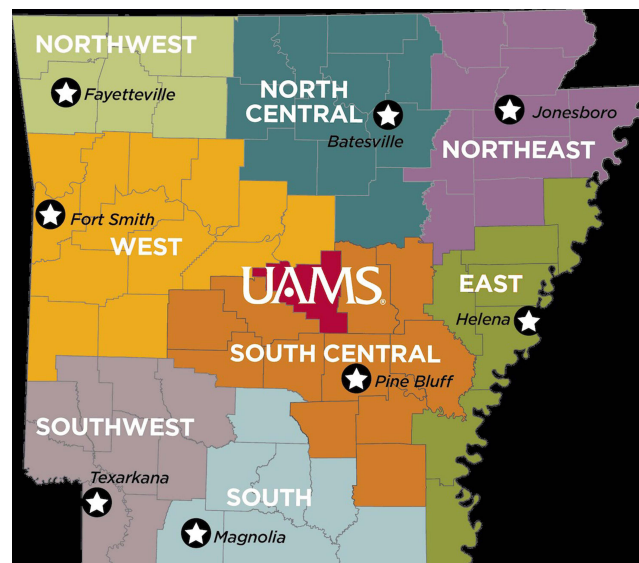 NORTHWEST
Fayetteville
NORTH
CENTRAL
Batesville
Jonesboro
NORTHEAST
Fort Smith
WEST
UAMS®
EAST
Helena
SOUTH CENTRAL
Pine Bluff
SOUTHWEST
Texarkana
SOUTH
Magnolia